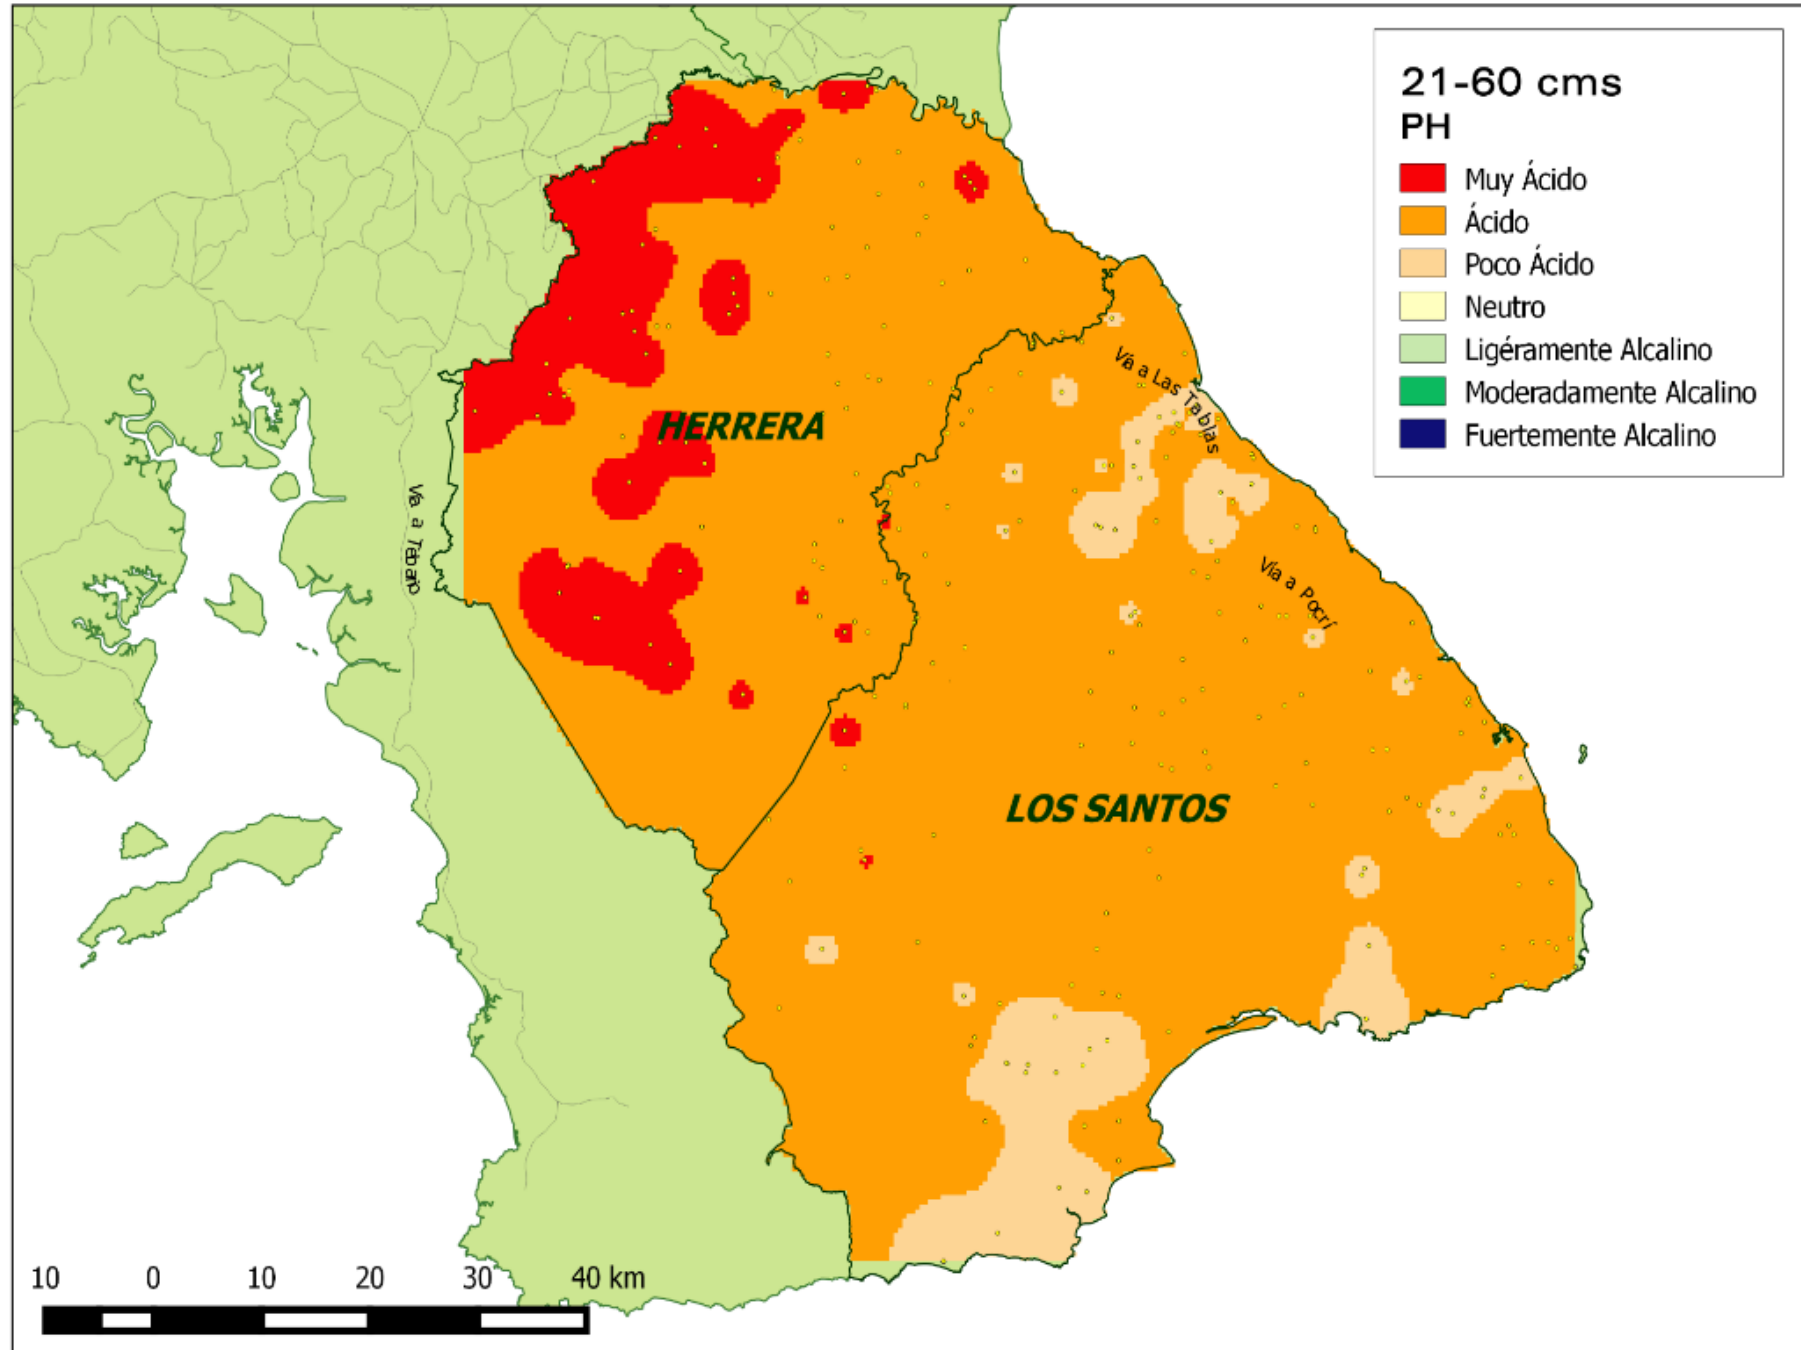 21-60 cms
PH
Muy Ácido
Ácido
Poco Ácido
Neutro
Ligéramente Alcalino
Moderadamente Alcalino
Fuertemente Alcalino
Vía a Las Tablas
HERRERA
Vía a Tebario
Vía a Pocrí
LOS SANTOS
10 0 10 20 30 40 km